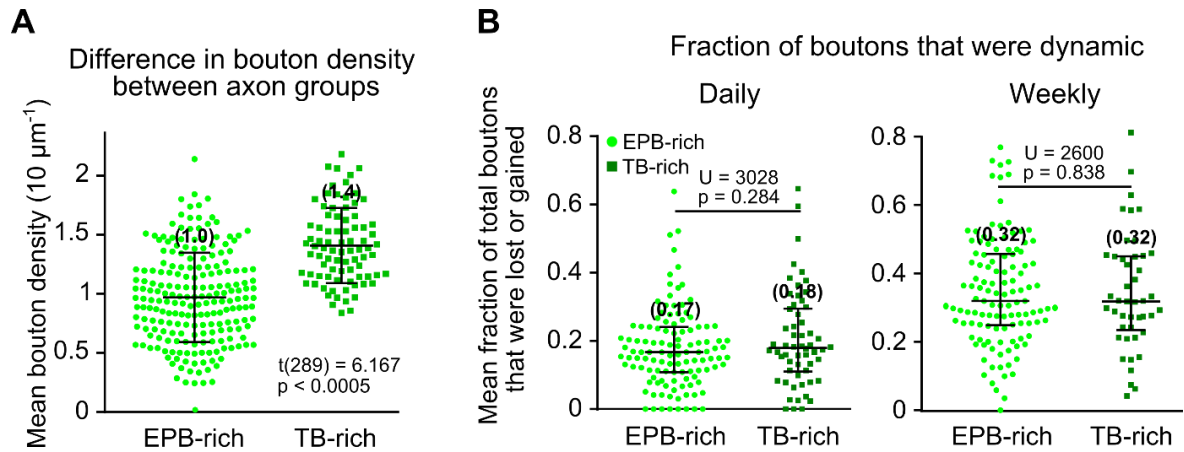 A
Difference in bouton density
between axon groups
Mean bouton density (10 µm⁻¹)
2
1.5
1
0.5
0
(1.0)
(1.4)
t(289) = 6.167
p < 0.0005
EPB-rich
TB-rich
B
Fraction of boutons that were dynamic
Daily
Mean fraction of total boutons
that were lost or gained
0.8
0.6
0.4
0.2
0
EPB-rich
TB-rich
U = 3028
p = 0.284
(0.17)
(0.18)
EPB-rich
TB-rich
Weekly
0.8
0.6
0.4
0.2
0
U = 2600
p = 0.838
(0.32)
(0.32)
EPB-rich
TB-rich